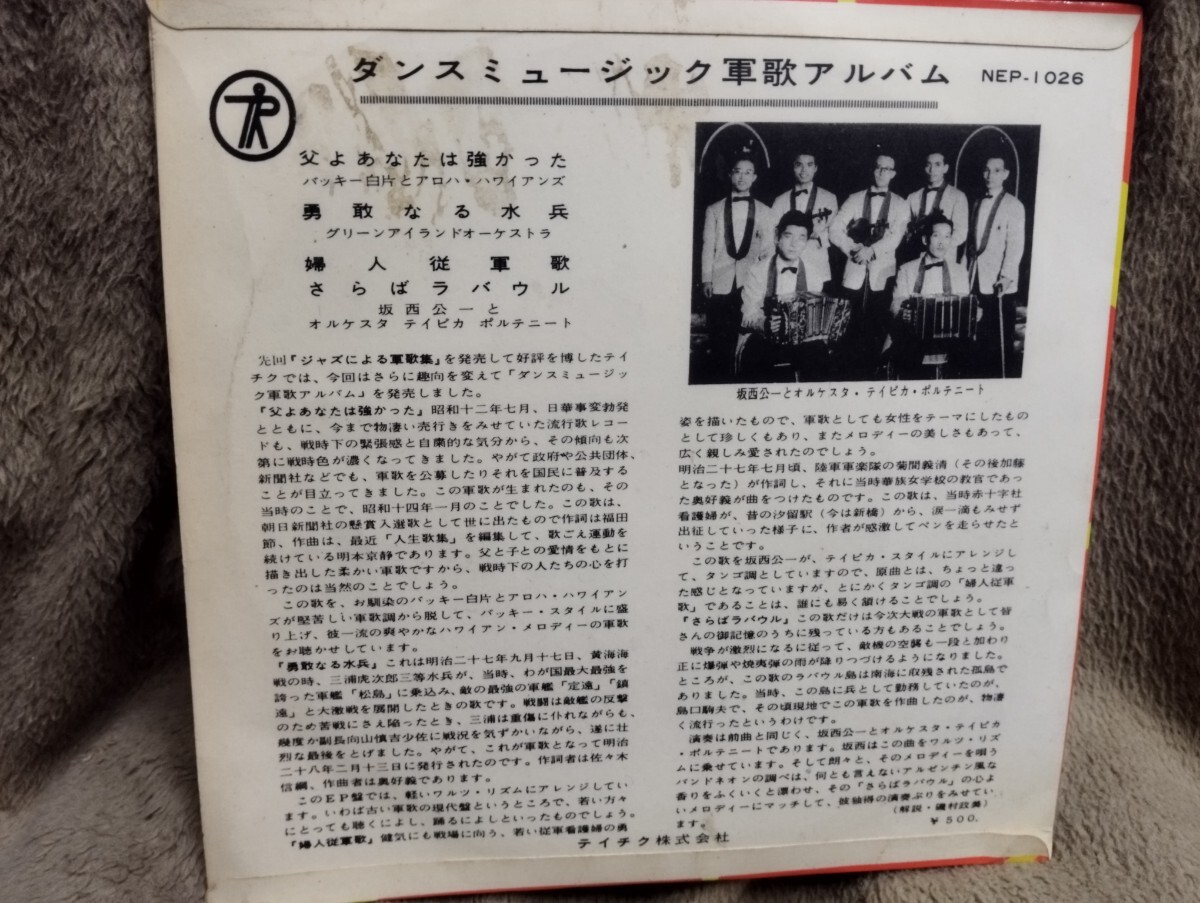 ダンスミュージック軍歌アルバム NEP-1026
父よあなたは強かった
バッキー白片とアロハ・ハワイアンズ
勇敢なる水兵
グリーンアイランドオーケストラ
婦人従軍歌
さらばラバウル
坂西公一と
オルケスタ テイピカ ポルテニート
先回『ジャズによる軍歌集』を発売して好評を博したテイ
チクでは、今回はさらに趣向を変えて「ダンスミュージッ
ク軍歌アルバム」を発売しました。
『父よあなたは強かった』昭和十二年七月、日華事変勃発
とともに、今まで物凄い売行きをみせていた流行歌レコー
ドも、戦時下の緊張感と自粛的な気分から、その傾向も次
第に戦時色が濃くなってきました。やがて政府や公共団体、
新聞社などでも、軍歌を公募したりそれを国民に普及する
ことが目立ってきました。この軍歌が生まれたのも、その
当時のことで、昭和十四年一月のことでした。この歌は、
朝日新聞社の懸賞入選歌として世に出たもので作詞は福田
節、作曲は、最近「人生歌集」を編集して、歌ごえ運動を
続けている明本京静であります。父と子との愛情をもとに
描き出した柔かい軍歌ですから、戦時下の人たちの心を打
ったのは当然のことでしょう。
この歌を、お馴染のバッキー白片とアロハ・ハワイアン
ズが堅苦しい軍歌調から脱して、バッキー・スタイルに盛
り上げ、彼一流の爽やかなハワイアン・メロディーの軍歌
をお聴かせしています。
『勇敢なる水兵』これは明治二十七年九月十七日、黄海海
戦の時、三浦虎次郎三等水兵が、当時、わが国最大最強を
誇った軍艦「松島」に乗込み、敵の最強の軍艦「定遠」「鎮
遠」と大激戦を展開したときの歌です。戦闘は敵艦の反撃
のため苦戦にさえ陥ったとき、三浦は重傷に仆れながらも、
幾度か副長向山慎吉少佐に戦況を気ずかいながら、遂に壮
烈な最後をとげました。やがて、これが軍歌となって明治
二十八年二月十三日に発行されたのです。作詞者は佐々木
信綱、作曲者は奥好義であります。
このEP盤では、軽いワルツ・リズムにアレンジしてい
ます。いわば古い軍歌の現代盤というところで、若い方々
にとっても聴くによし、踊るによしといったものでしょう。
『婦人従軍歌』健気にも戦場に向う、若い従軍看護婦の勇
坂西公一とオルケスタ・テイピカ・ポルテニート
姿を描いたもので、軍歌としても女性をテーマにしたもの
として珍しくもあり、またメロディーの美しさもあって、
広く親しみ愛されたのでしょう。
明治二十七年七月頃、陸軍軍楽隊の菊間義清(その後加藤
となった)が作詞し、それに当時華族女学校の教官であっ
た奥好義が曲をつけたものです。この歌は、当時赤十字社
看護婦が、昔の汐留駅(今は新橋)から、涙一滴もみせず
出征していった様子に、作者が感激してペンを走らせたと
いうことです。
この歌を坂西公一が、テイピカ・スタイルにアレンジし
て、タンゴ調としていますので、原曲とは、ちょっと違っ
た感じとなっていますが、とにかくタンゴ調の「婦人従軍
歌」であることは、誰にも易く頷けることでしょう。
『さらばラバウル』この歌だけは今次大戦の軍歌として皆
さんの御記憶のうちに残っている方もあることでしょう。
戦争が激烈になるに従って、敵機の空襲も一段と加わり
正に爆弾や焼夷弾の雨が降りつづけるようになりました。
ところが、この歌のラバウル島は南海に取残された孤島で
ありました。当時、この島に兵として勤務していたのが、
島口駒夫で、その頃現地でこの軍歌を作曲したのが、物凄
く流行ったというわけです。
演奏は前曲と同じく、坂西公一とオルケスタ・テイピカ
・ポルテニートであります。坂西はこの曲をワルツ・リズ
ムに乗せています。そして朗々と、そのメロディーを唄う
バンドネオンの調べは、何とも言えないアルゼンチン風な
香りをふくいくと漂わせ、その『さらばラバウル』の心よ
いメロディーにマッチして、独得の演奏ぶりをみせてい
ます。 (解説・磯村政美)
¥500.
テイチク株式会社